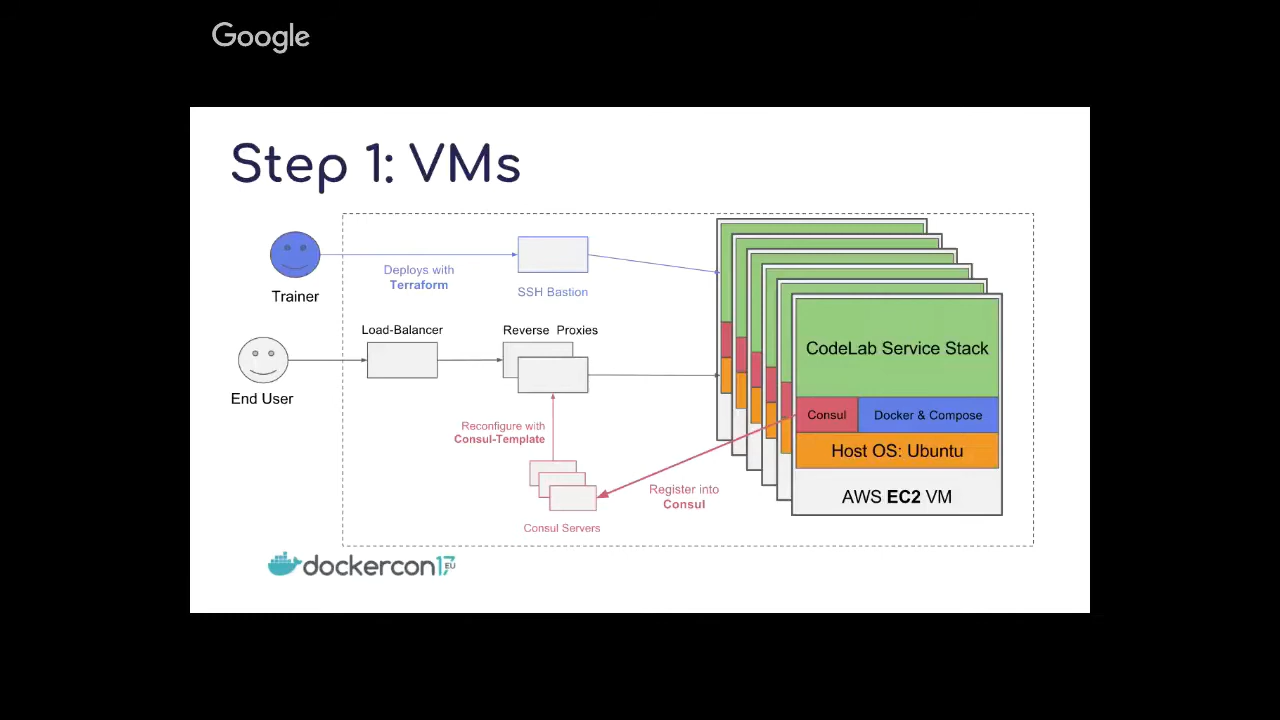 Google
Step 1: VMs
Deploys with
Terraform
SSH Bastion
Trainer
Load-Balancer
Reverse Proxies
End User
Reconfigure with
Consul-Template
Register into
Consul
Consul Servers
CodeLab Service Stack
Consul
Docker & Compose
Host OS: Ubuntu
AWS EC2 VM
dockercon17
EU